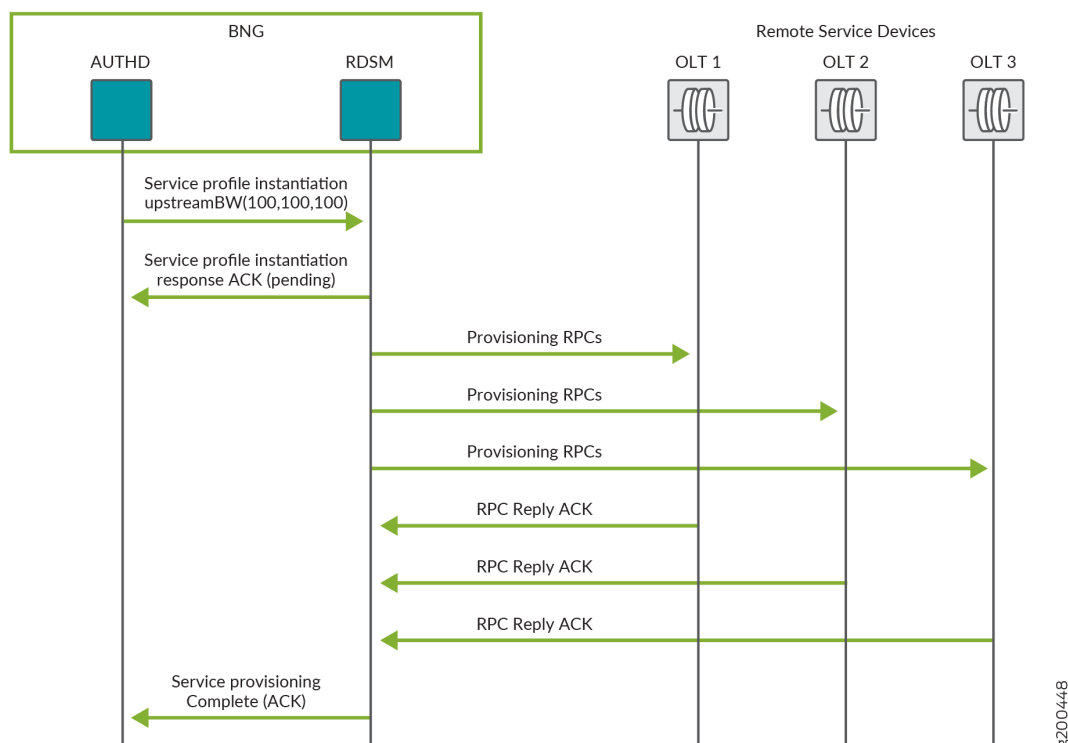 BNG
Remote Service Devices
AUTHD
RDSM
OLT 1
OLT 2
OLT 3
Service profile instantiation
upstreamBW(100,100,100)
Service profile instantiation
response ACK (pending)
Provisioning RPCs
Provisioning RPCs
Provisioning RPCs
RPC Reply ACK
RPC Reply ACK
RPC Reply ACK
Service provisioning
Complete (ACK)
g200448